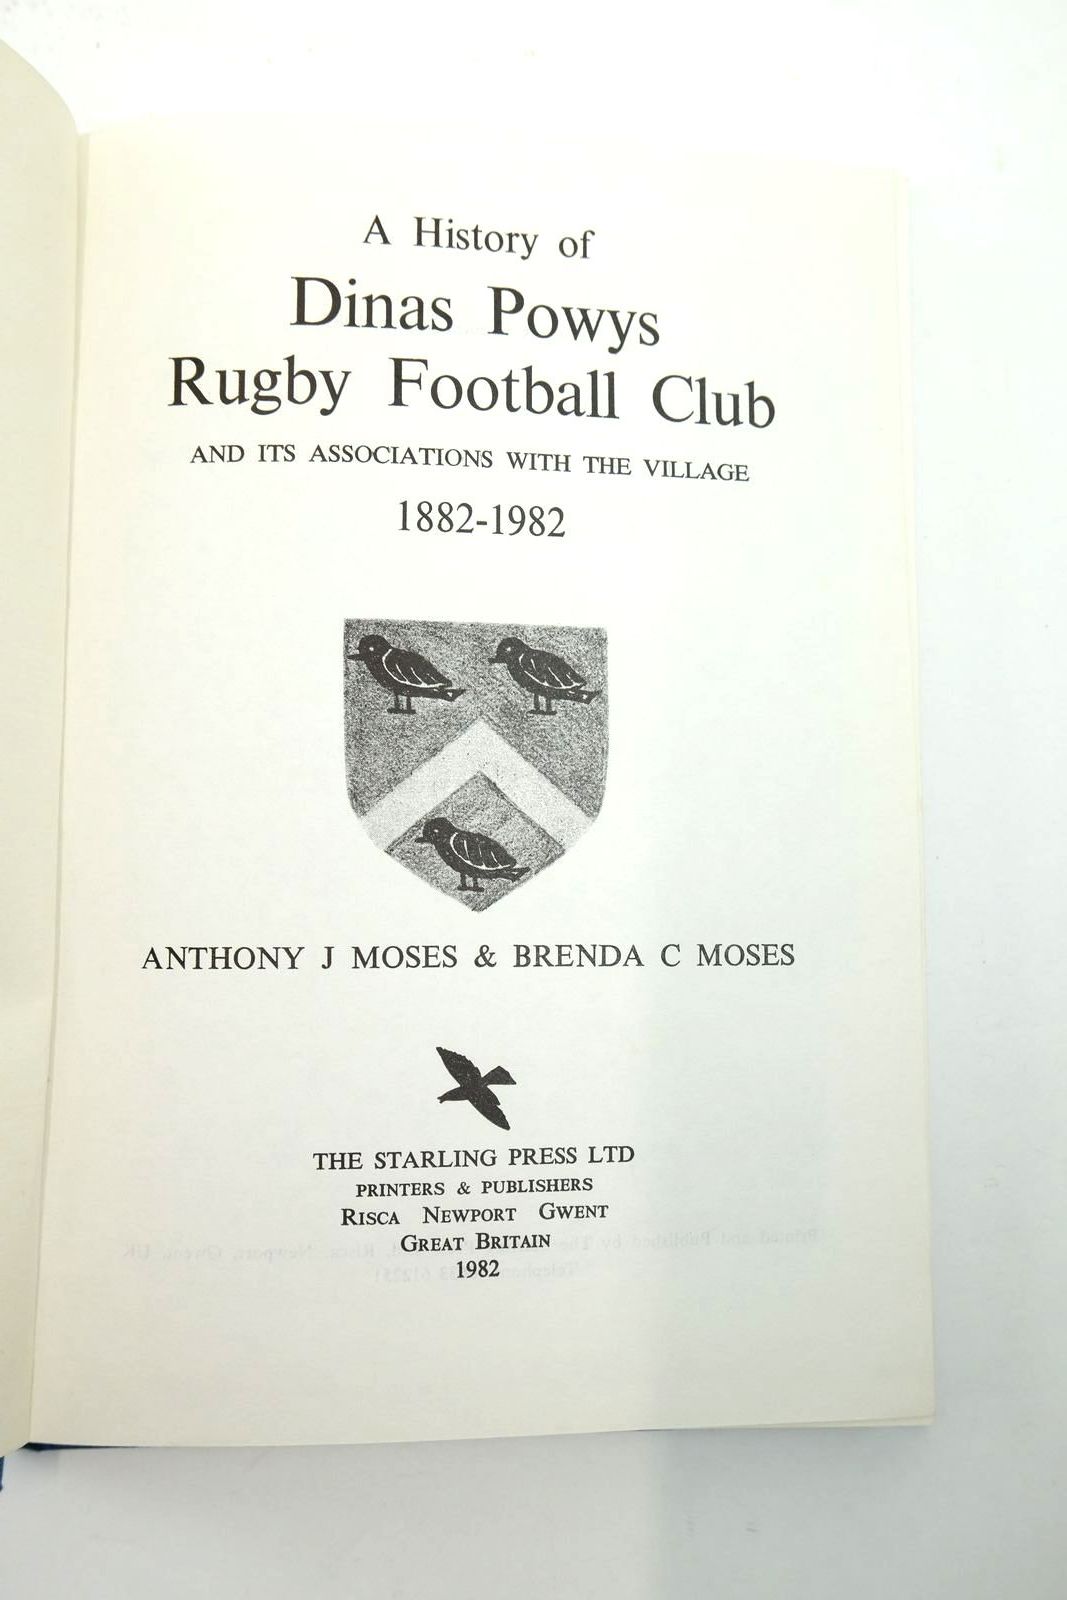 A History of
Dinas Powys
Rugby Football Club
AND ITS ASSOCIATIONS WITH THE VILLAGE
1882-1982
ANTHONY J MOSES & BRENDA C MOSES
THE STARLING PRESS LTD
PRINTERS & PUBLISHERS
RISCA NEWPORT GWENT
GREAT BRITAIN
1982